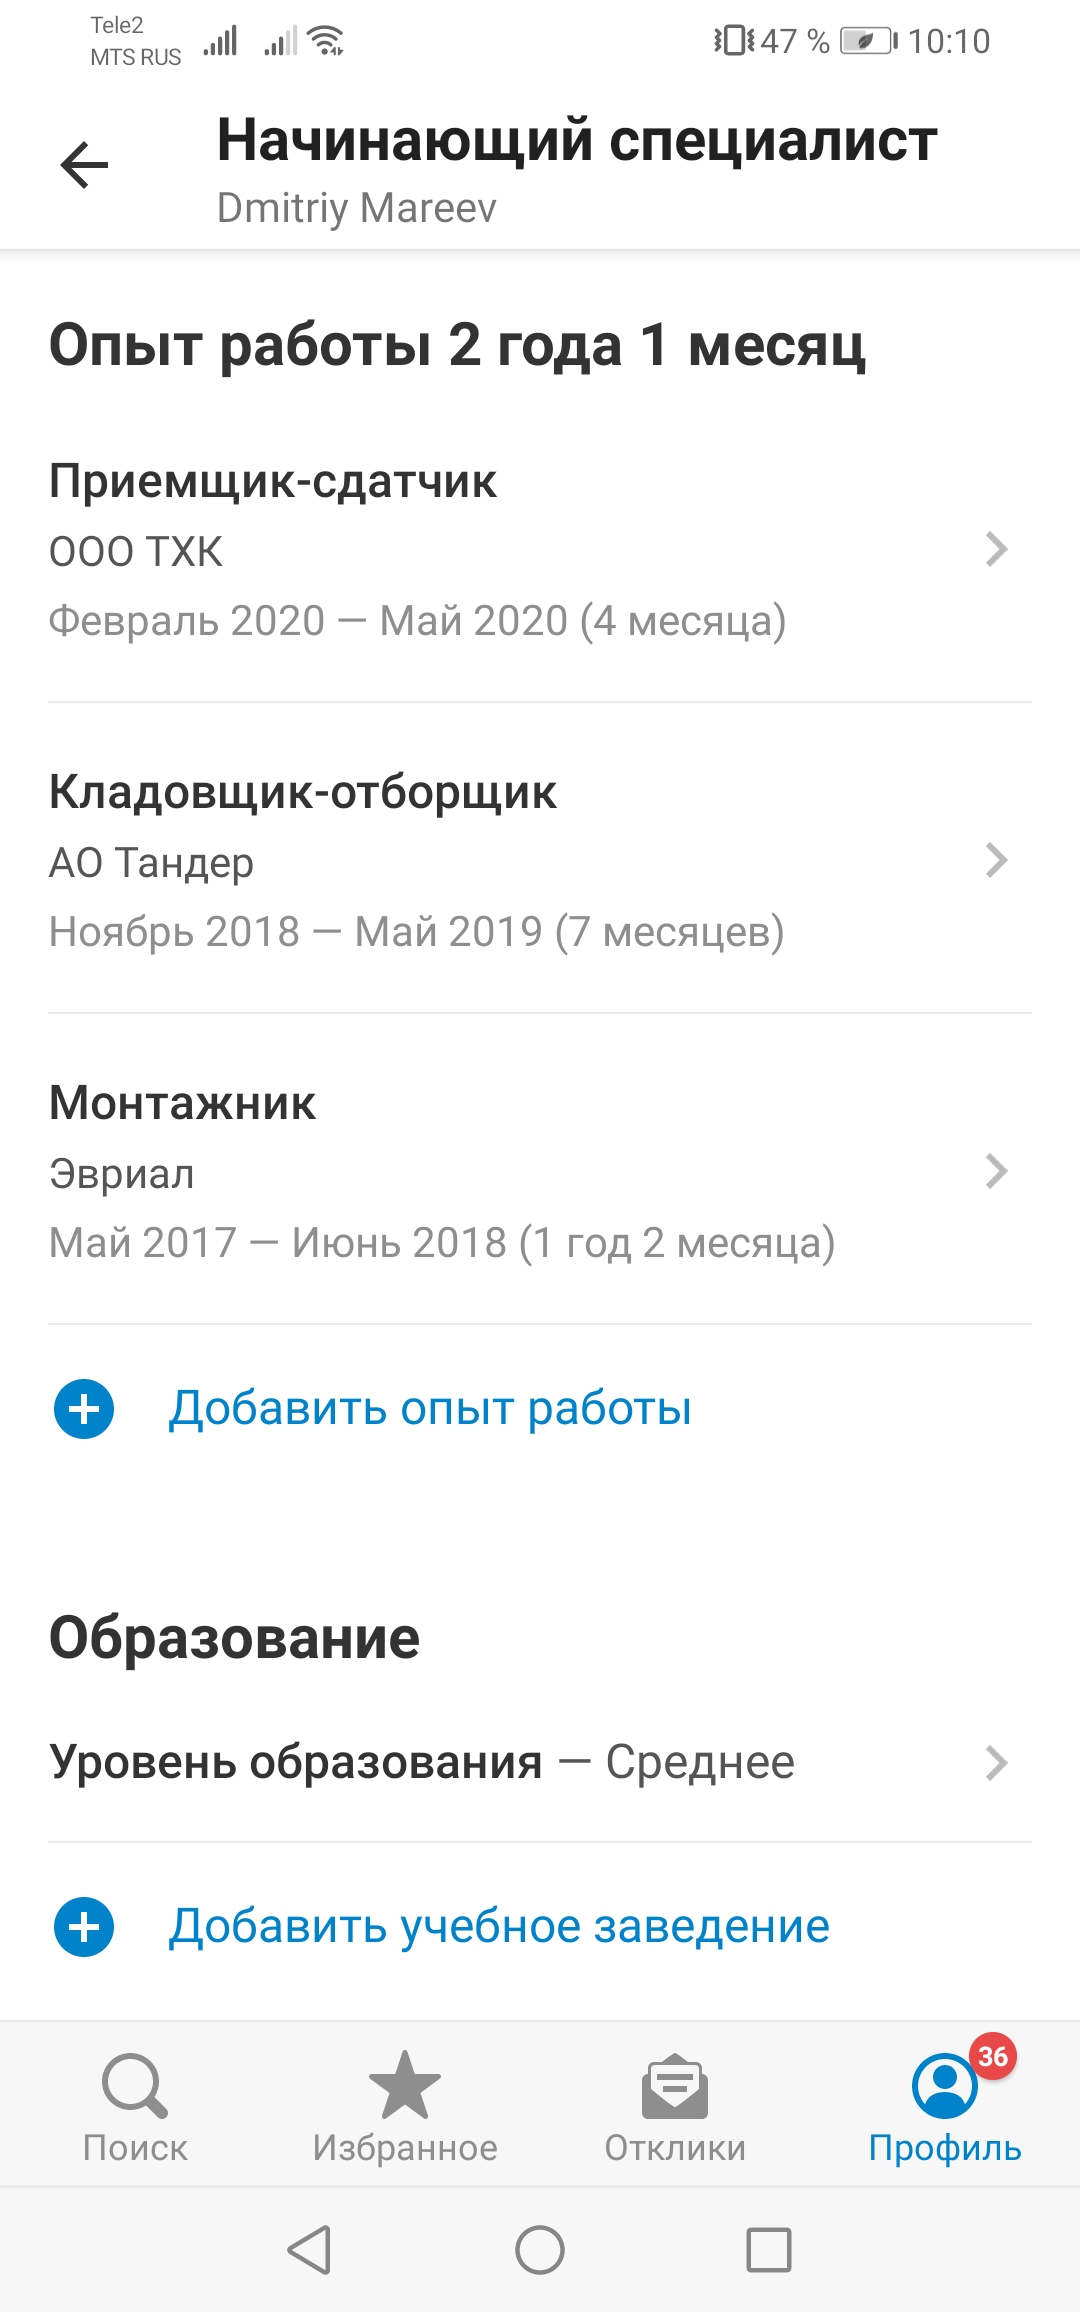 Tele2
MTS RUS
47 % 10:10
Начинающий специалист
Dmitriy Mareev
Опыт работы 2 года 1 месяц
Приемщик-сдатчик
ООО ТХК
Февраль 2020 — Май 2020 (4 месяца)
Кладовщик-отборщик
АО Тандер
Ноябрь 2018 — Май 2019 (7 месяцев)
Монтажник
Эвриал
Май 2017 — Июнь 2018 (1 год 2 месяца)
Добавить опыт работы
Образование
Уровень образования — Среднее
Добавить учебное заведение
36
Поиск Избранное Отклики Профиль